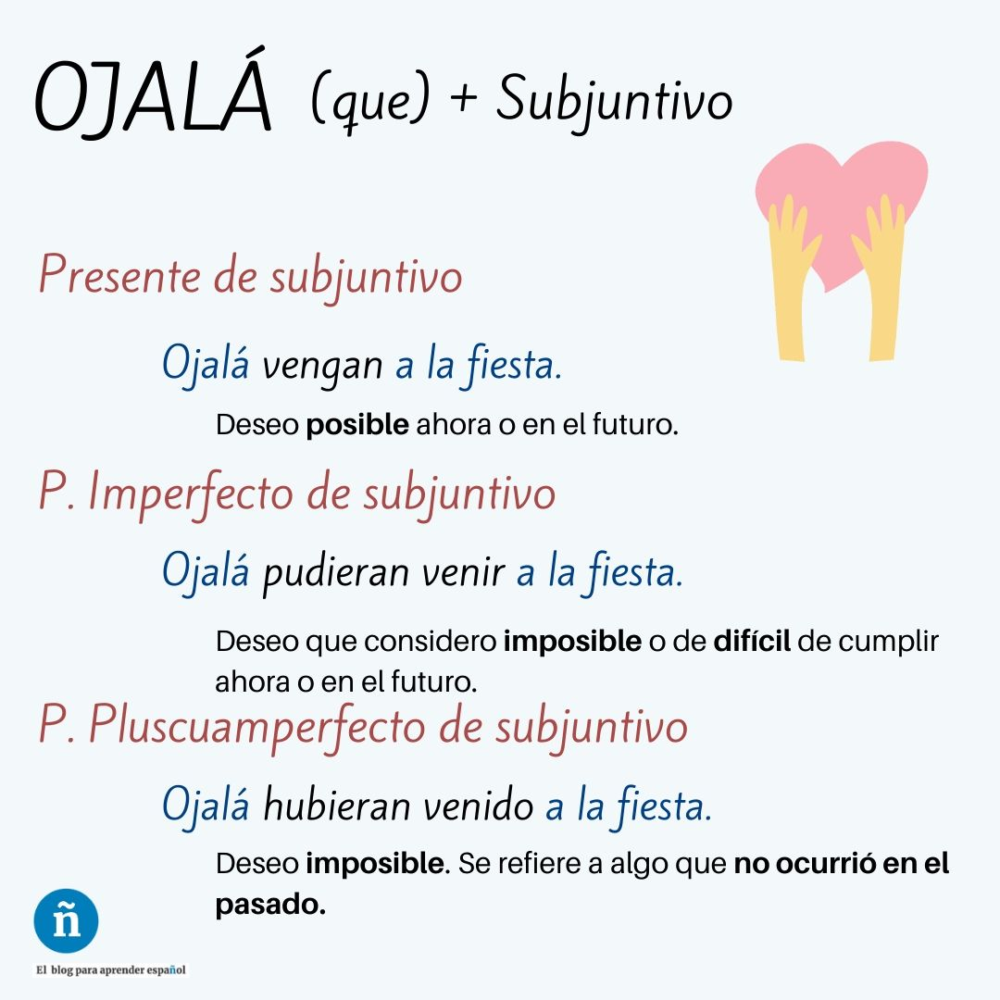 OJALÁ (que) + Subjuntivo
Presente de subjuntivo
Ojalá vengan a la fiesta.
Deseo posible ahora o en el futuro.
P. Imperfecto de subjuntivo
Ojalá pudieran venir a la fiesta.
Deseo que considero imposible o de difícil de cumplir
ahora o en el futuro.
P. Pluscuamperfecto de subjuntivo
Ojalá hubieran venido a la fiesta.
Deseo imposible. Se refiere a algo que no ocurrió en el
pasado.
ñ
El blog para aprender español